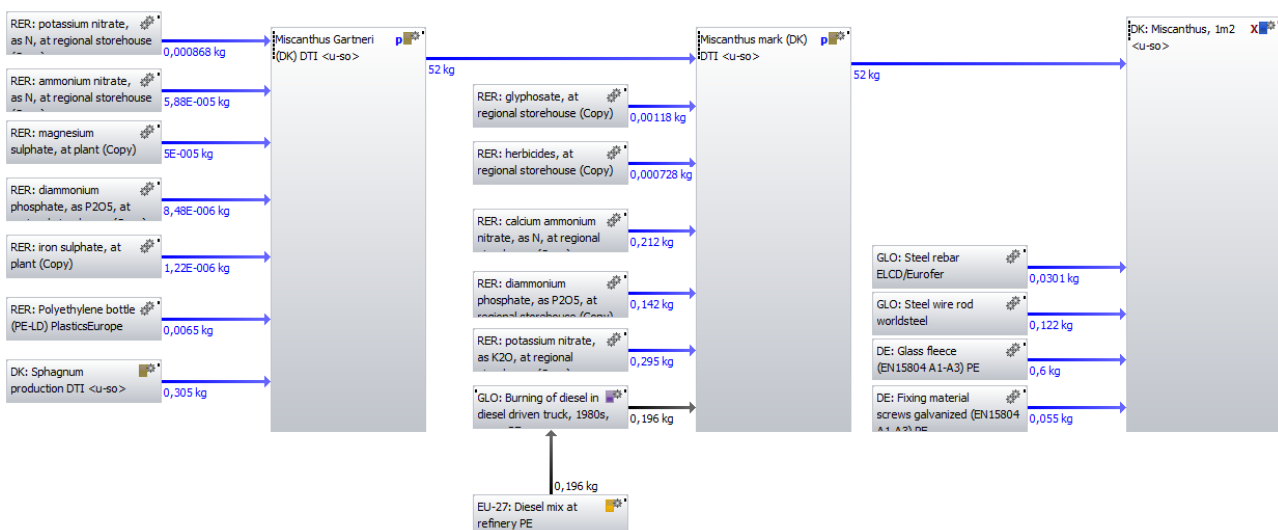 RER: potassium nitrate,
as N, at regional storehouse
0,000868 kg
RER: ammonium nitrate,
as N, at regional storehouse
5,88E-005 kg
RER: magnesium
sulphate, at plant (Copy)
5E-005 kg
RER: diammonium
phosphate, as P2O5, at
8,48E-006 kg
RER: iron sulphate, at
plant (Copy)
1,22E-006 kg
RER: Polyethylene bottle
(PE-LD) PlasticsEurope
0,0065 kg
DK: Sphagnum
production DTI <u-so>
0,305 kg
Miscanthus Gartneri p
(DK) DTI <u-so>
52 kg
RER: glyphosate, at
regional storehouse (Copy)
0,00118 kg
RER: herbicides, at
regional storehouse (Copy)
0,000728 kg
RER: calcium ammonium
nitrate, as N, at regional
0,212 kg
RER: diammonium
phosphate, as P2O5, at
regional storehouse (Copy)
0,142 kg
RER: potassium nitrate,
as K2O, at regional
0,295 kg
GLO: Burning of diesel in
diesel driven truck, 1980s,
0,196 kg
0,196 kg
EU-27: Diesel mix at
refinery PE
Miscanthus mark (DK) p
DTI <u-so>
52 kg
GLO: Steel rebar
ELCD/Eurofer
0,0301 kg
GLO: Steel wire rod
worldsteel
0,122 kg
DE: Glass fleece
(EN15804 A1-A3) PE
0,6 kg
DE: Fixing material
screws galvanized (EN15804
A1-A3) PE
0,055 kg
DK: Miscanthus, 1m2 X
<u-so>